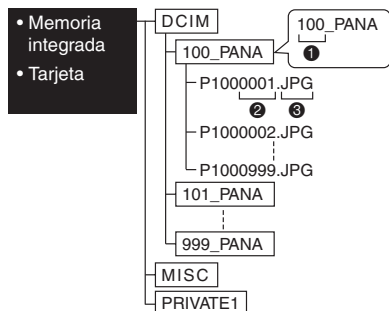 • Memoria
integrada
• Tarjeta
DCIM
100_PANA
100_PANA
❶
P1000001.JPG
❷ ❸
P1000002.JPG
P1000999.JPG
101_PANA
999_PANA
MISC
PRIVATE1